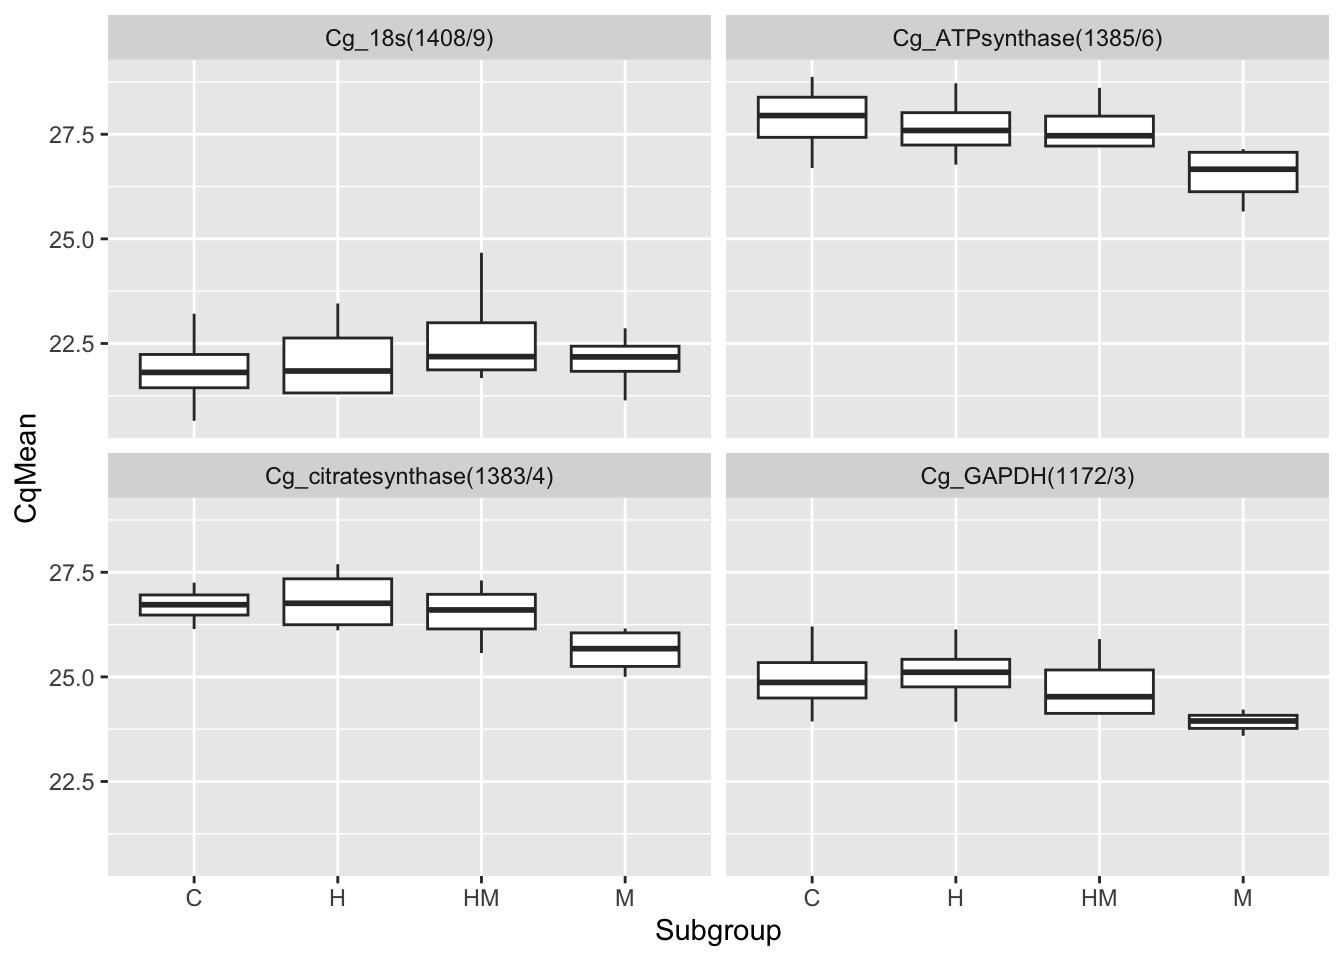 Cg_18s(1408/9)
Cg_ATPsynthase(1385/6)
27.5
25.0
22.5
CqMean
Cg_citratesynthase(1383/4)
Cg_GAPDH(1172/3)
27.5
25.0
22.5
C H HM M
C H HM M
Subgroup